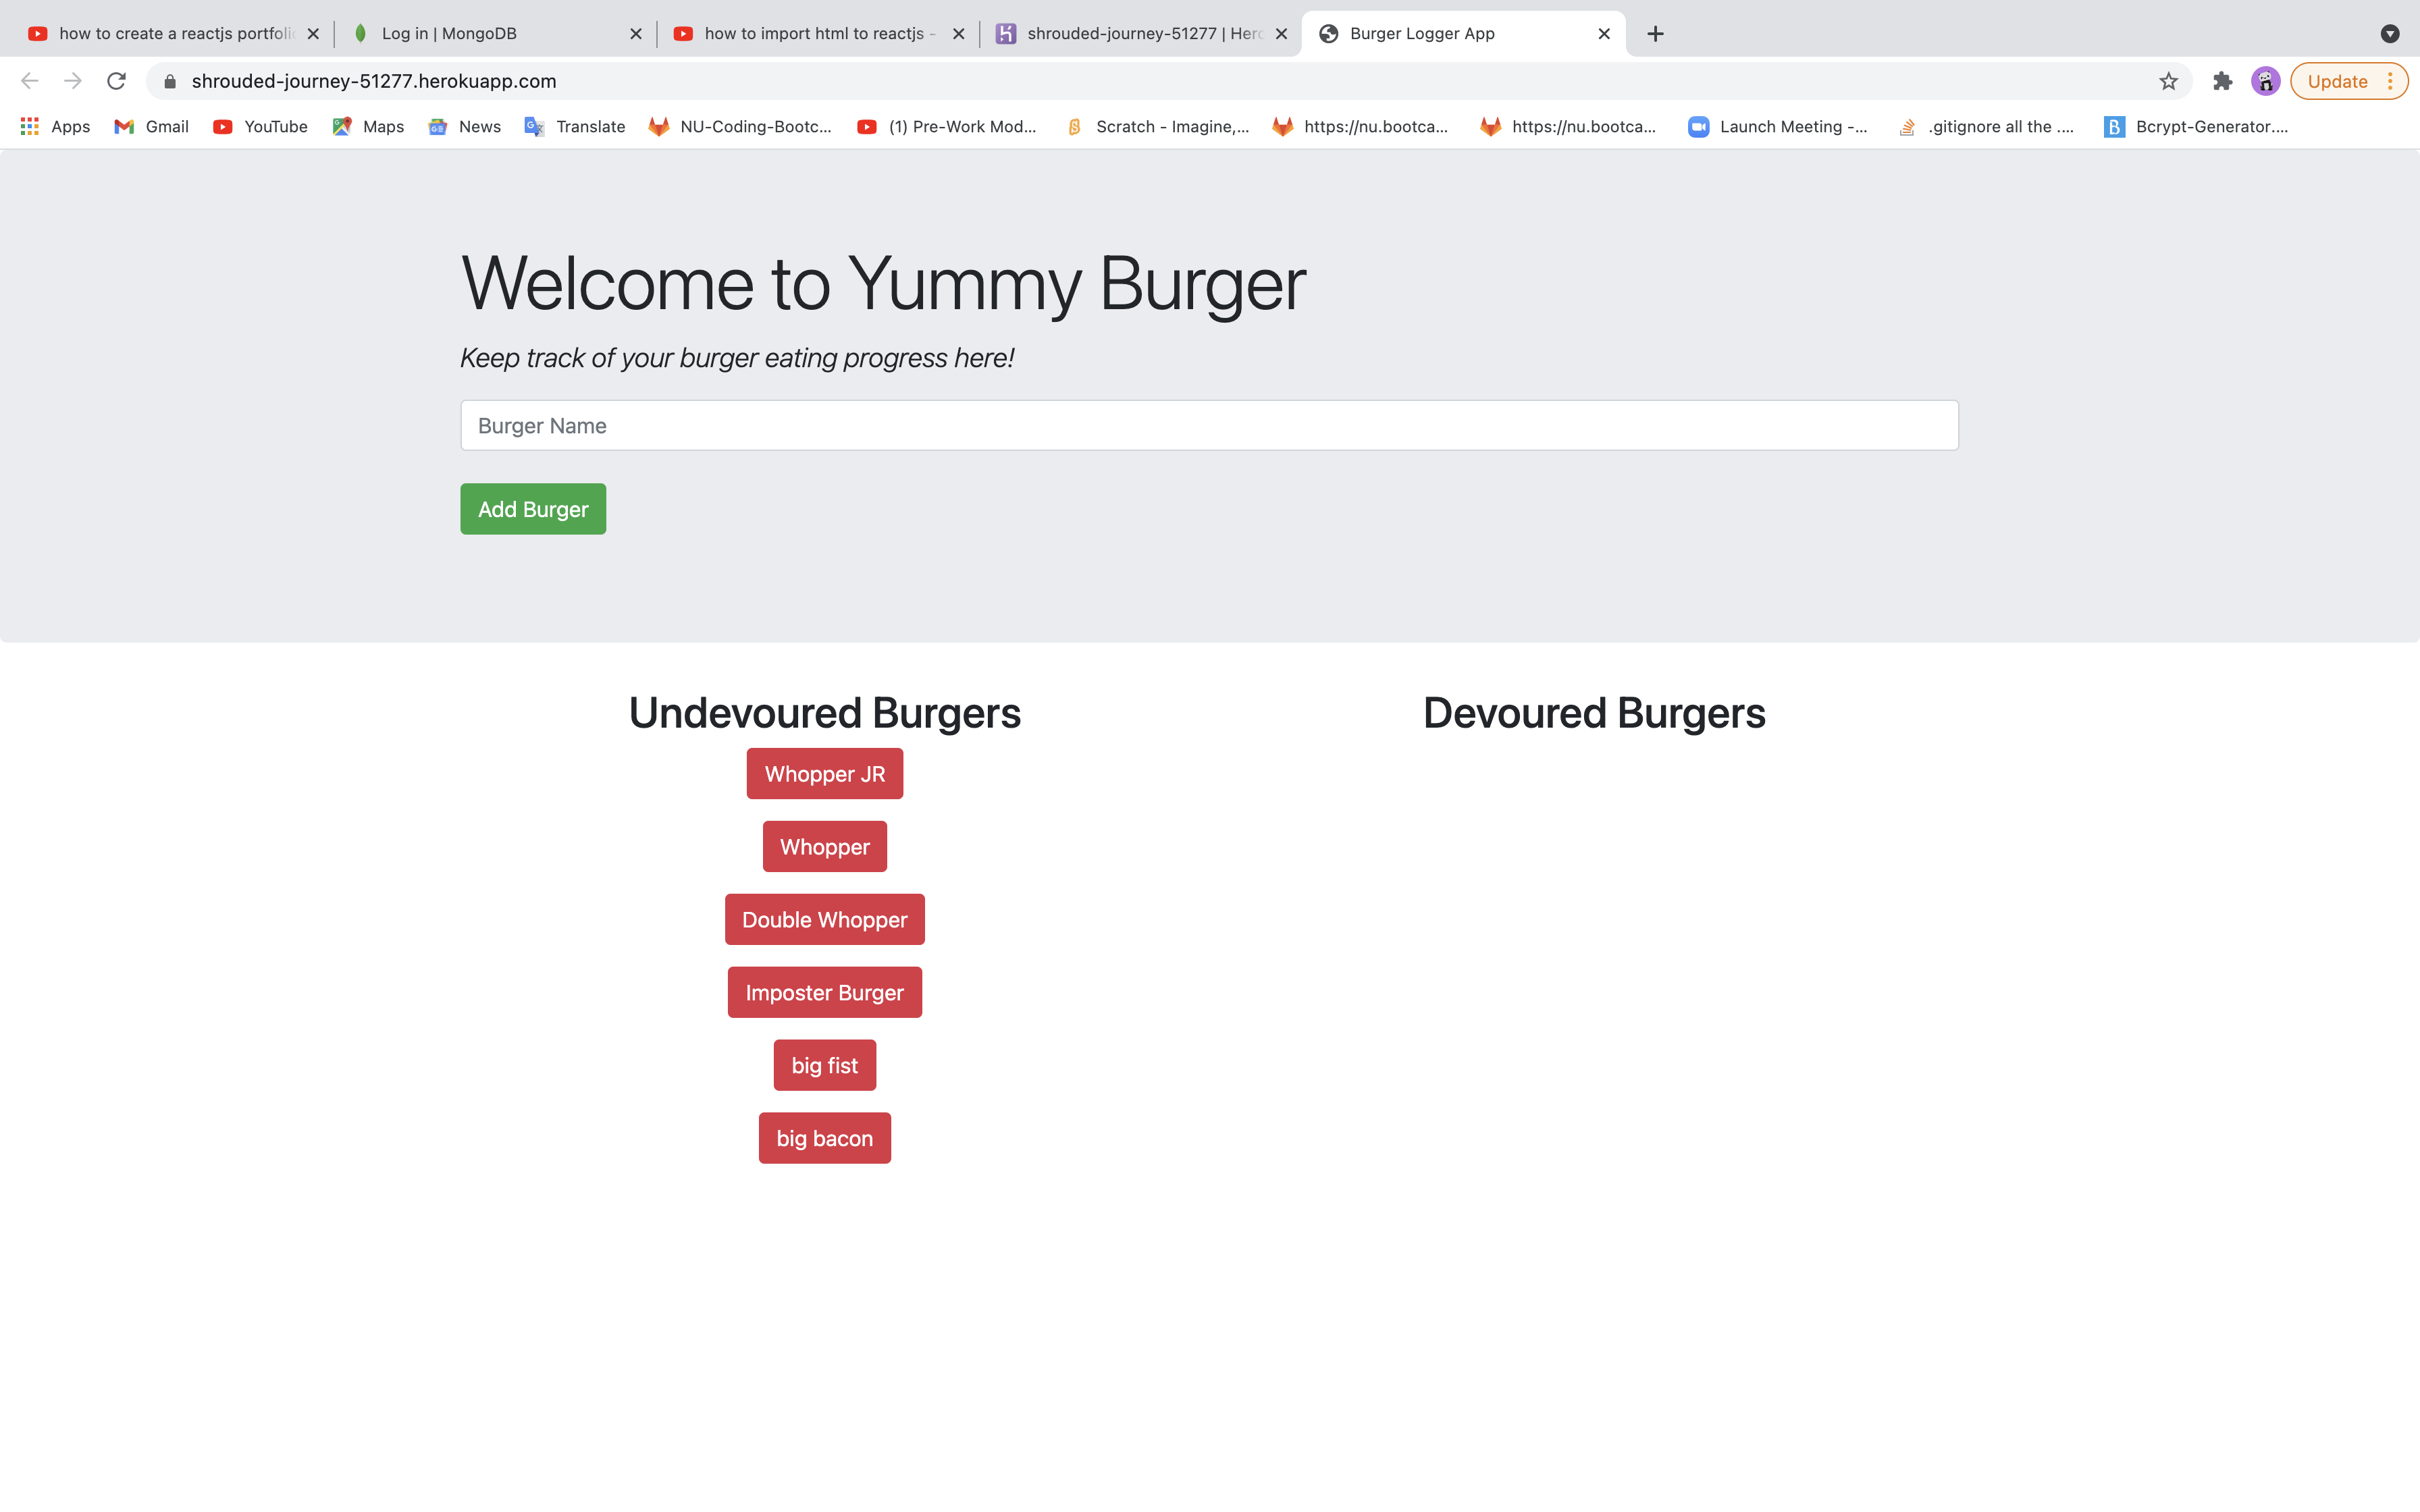 how to create a reactjs portfolio
Log in | MongoDB
how to import html to reactjs -
shrouded-journey-51277 | Hero
Burger Logger App
shrouded-journey-51277.herokuapp.com
Update
Apps
Gmail
YouTube
Maps
News
Translate
NU-Coding-Bootc...
(1) Pre-Work Mod...
Scratch - Imagine,...
https://nu.bootca...
https://nu.bootca...
Launch Meeting -...
.gitignore all the ....
Bcrypt-Generator....
Welcome to Yummy Burger
Keep track of your burger eating progress here!
Burger Name
Add Burger
Undevoured Burgers
Whopper JR
Whopper
Double Whopper
Imposter Burger
big fist
big bacon
Devoured Burgers